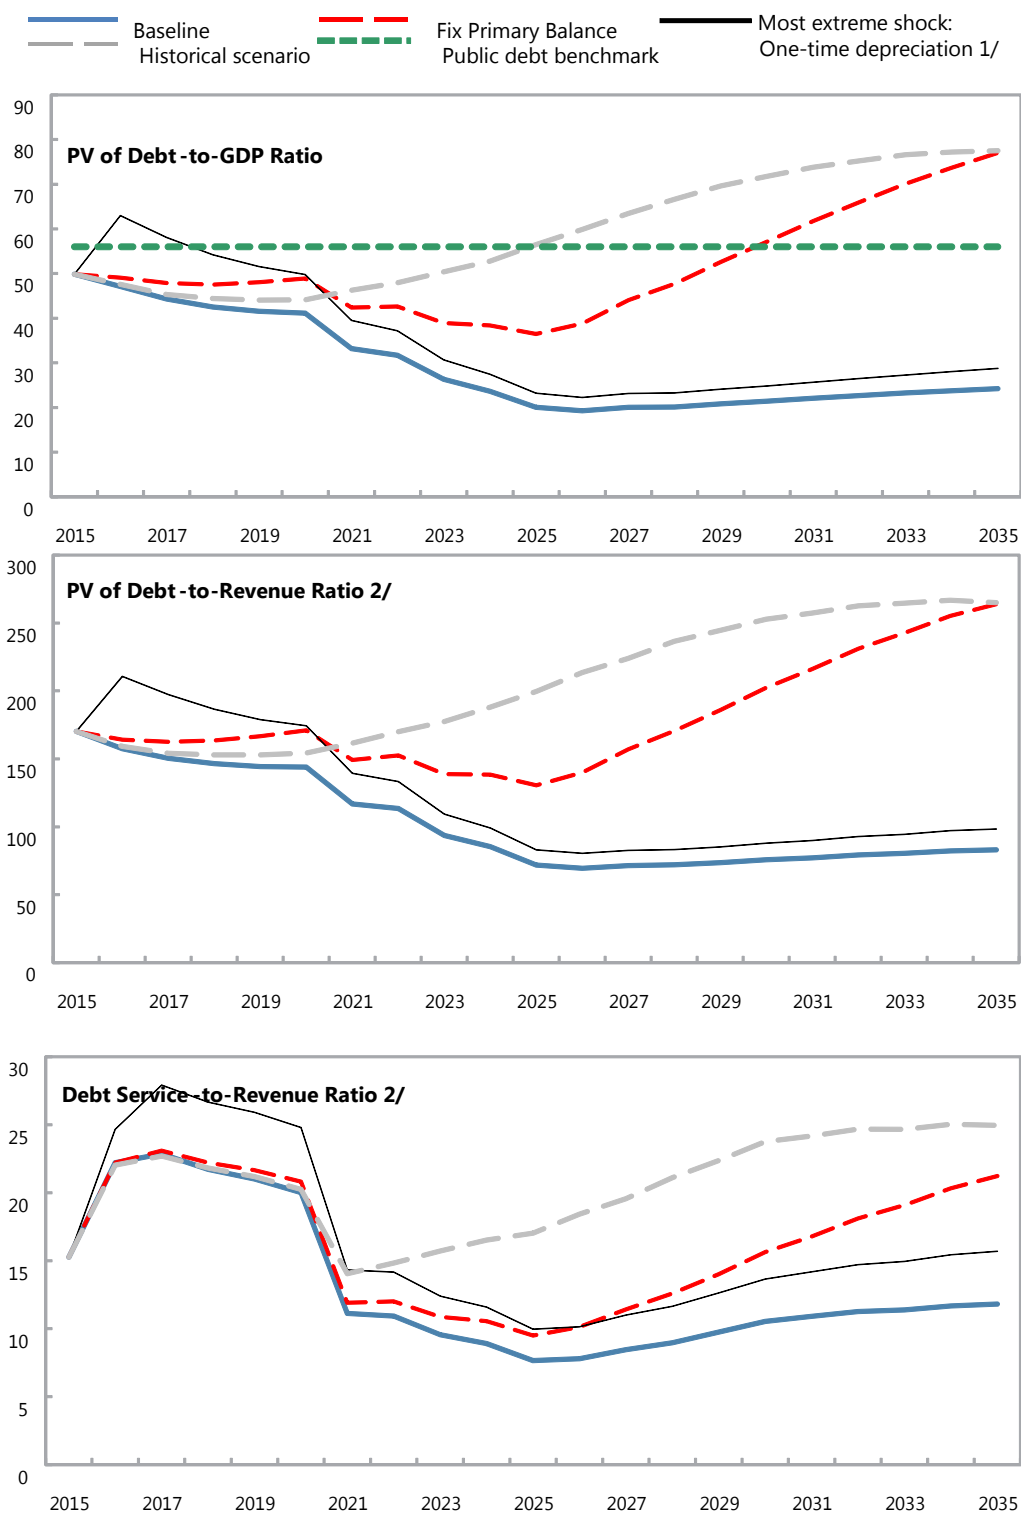 Baseline
Historical scenario
Fix Primary Balance
Public debt benchmark
Most extreme shock:
One-time depreciation 1/
90
80
70
60
50
40
30
20
10
0
PV of Debt-to-GDP Ratio
2015 2017 2019 2021 2023 2025 2027 2029 2031 2033 2035
300
250
200
150
100
50
0
PV of Debt-to-Revenue Ratio 2/
2015 2017 2019 2021 2023 2025 2027 2029 2031 2033 2035
30
25
20
15
10
5
0
Debt Service-to-Revenue Ratio 2/
2015 2017 2019 2021 2023 2025 2027 2029 2031 2033 2035